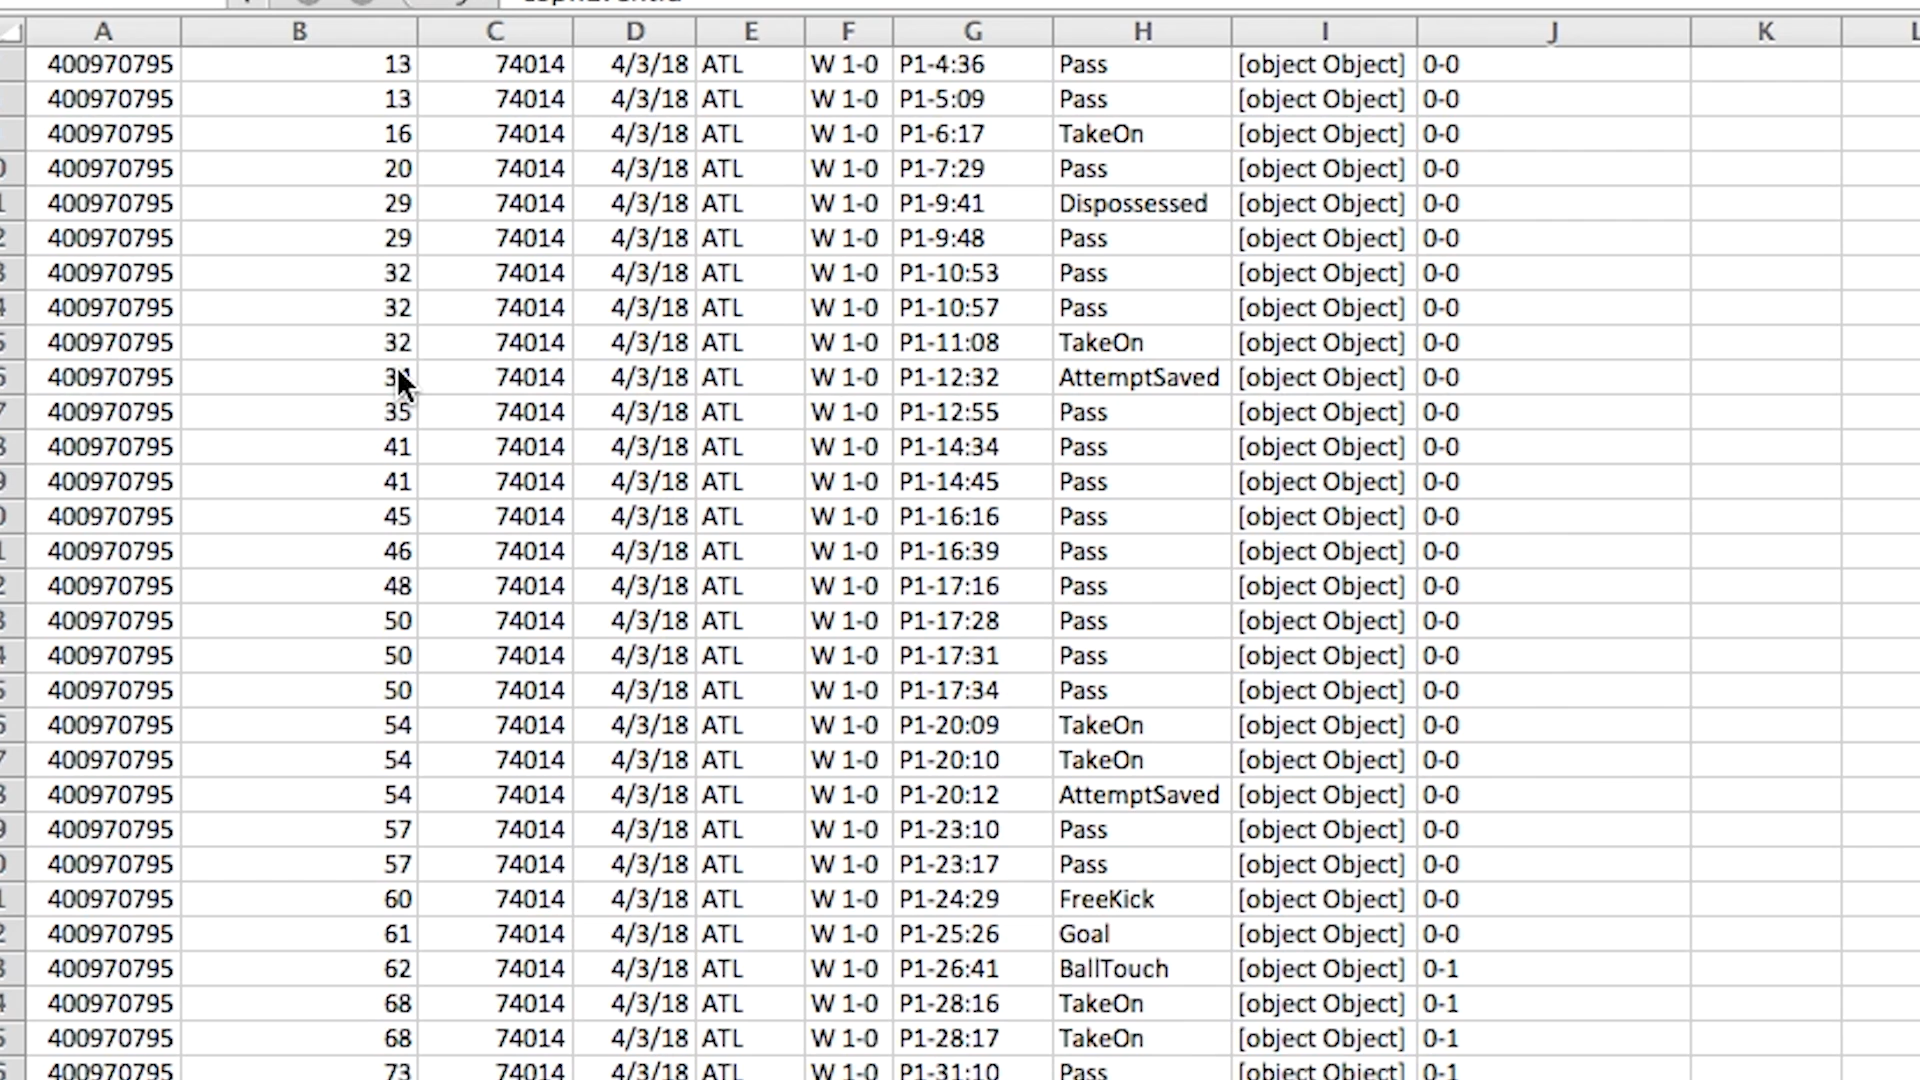 A B C D E F G H I J K L
400970795 13 74014 4/3/18 ATL W 1-0 P1-4:36 Pass [object Object] 0-0
400970795 13 74014 4/3/18 ATL W 1-0 P1-5:09 Pass [object Object] 0-0
400970795 16 74014 4/3/18 ATL W 1-0 P1-6:17 TakeOn [object Object] 0-0
400970795 20 74014 4/3/18 ATL W 1-0 P1-7:29 Pass [object Object] 0-0
400970795 29 74014 4/3/18 ATL W 1-0 P1-9:41 Dispossessed [object Object] 0-0
400970795 29 74014 4/3/18 ATL W 1-0 P1-9:48 Pass [object Object] 0-0
400970795 32 74014 4/3/18 ATL W 1-0 P1-10:53 Pass [object Object] 0-0
400970795 32 74014 4/3/18 ATL W 1-0 P1-10:57 Pass [object Object] 0-0
400970795 32 74014 4/3/18 ATL W 1-0 P1-11:08 TakeOn [object Object] 0-0
400970795 74014 4/3/18 ATL W 1-0 P1-12:32 AttemptSaved [object Object] 0-0
400970795 35 74014 4/3/18 ATL W 1-0 P1-12:55 Pass [object Object] 0-0
400970795 41 74014 4/3/18 ATL W 1-0 P1-14:34 Pass [object Object] 0-0
400970795 41 74014 4/3/18 ATL W 1-0 P1-14:45 Pass [object Object] 0-0
400970795 45 74014 4/3/18 ATL W 1-0 P1-16:16 Pass [object Object] 0-0
400970795 46 74014 4/3/18 ATL W 1-0 P1-16:39 Pass [object Object] 0-0
400970795 48 74014 4/3/18 ATL W 1-0 P1-17:16 Pass [object Object] 0-0
400970795 50 74014 4/3/18 ATL W 1-0 P1-17:28 Pass [object Object] 0-0
400970795 50 74014 4/3/18 ATL W 1-0 P1-17:31 Pass [object Object] 0-0
400970795 50 74014 4/3/18 ATL W 1-0 P1-17:34 Pass [object Object] 0-0
400970795 54 74014 4/3/18 ATL W 1-0 P1-20:09 TakeOn [object Object] 0-0
400970795 54 74014 4/3/18 ATL W 1-0 P1-20:10 TakeOn [object Object] 0-0
400970795 54 74014 4/3/18 ATL W 1-0 P1-20:12 AttemptSaved [object Object] 0-0
400970795 57 74014 4/3/18 ATL W 1-0 P1-23:10 Pass [object Object] 0-0
400970795 57 74014 4/3/18 ATL W 1-0 P1-23:17 Pass [object Object] 0-0
400970795 60 74014 4/3/18 ATL W 1-0 P1-24:29 FreeKick [object Object] 0-0
400970795 61 74014 4/3/18 ATL W 1-0 P1-25:26 Goal [object Object] 0-0
400970795 62 74014 4/3/18 ATL W 1-0 P1-26:41 BallTouch [object Object] 0-1
400970795 68 74014 4/3/18 ATL W 1-0 P1-28:16 TakeOn [object Object] 0-1
400970795 68 74014 4/3/18 ATL W 1-0 P1-28:17 TakeOn [object Object] 0-1
400970795 73 74014 4/3/18 ATL W 1-0 P1-31:10 Pass [object Object] 0-1